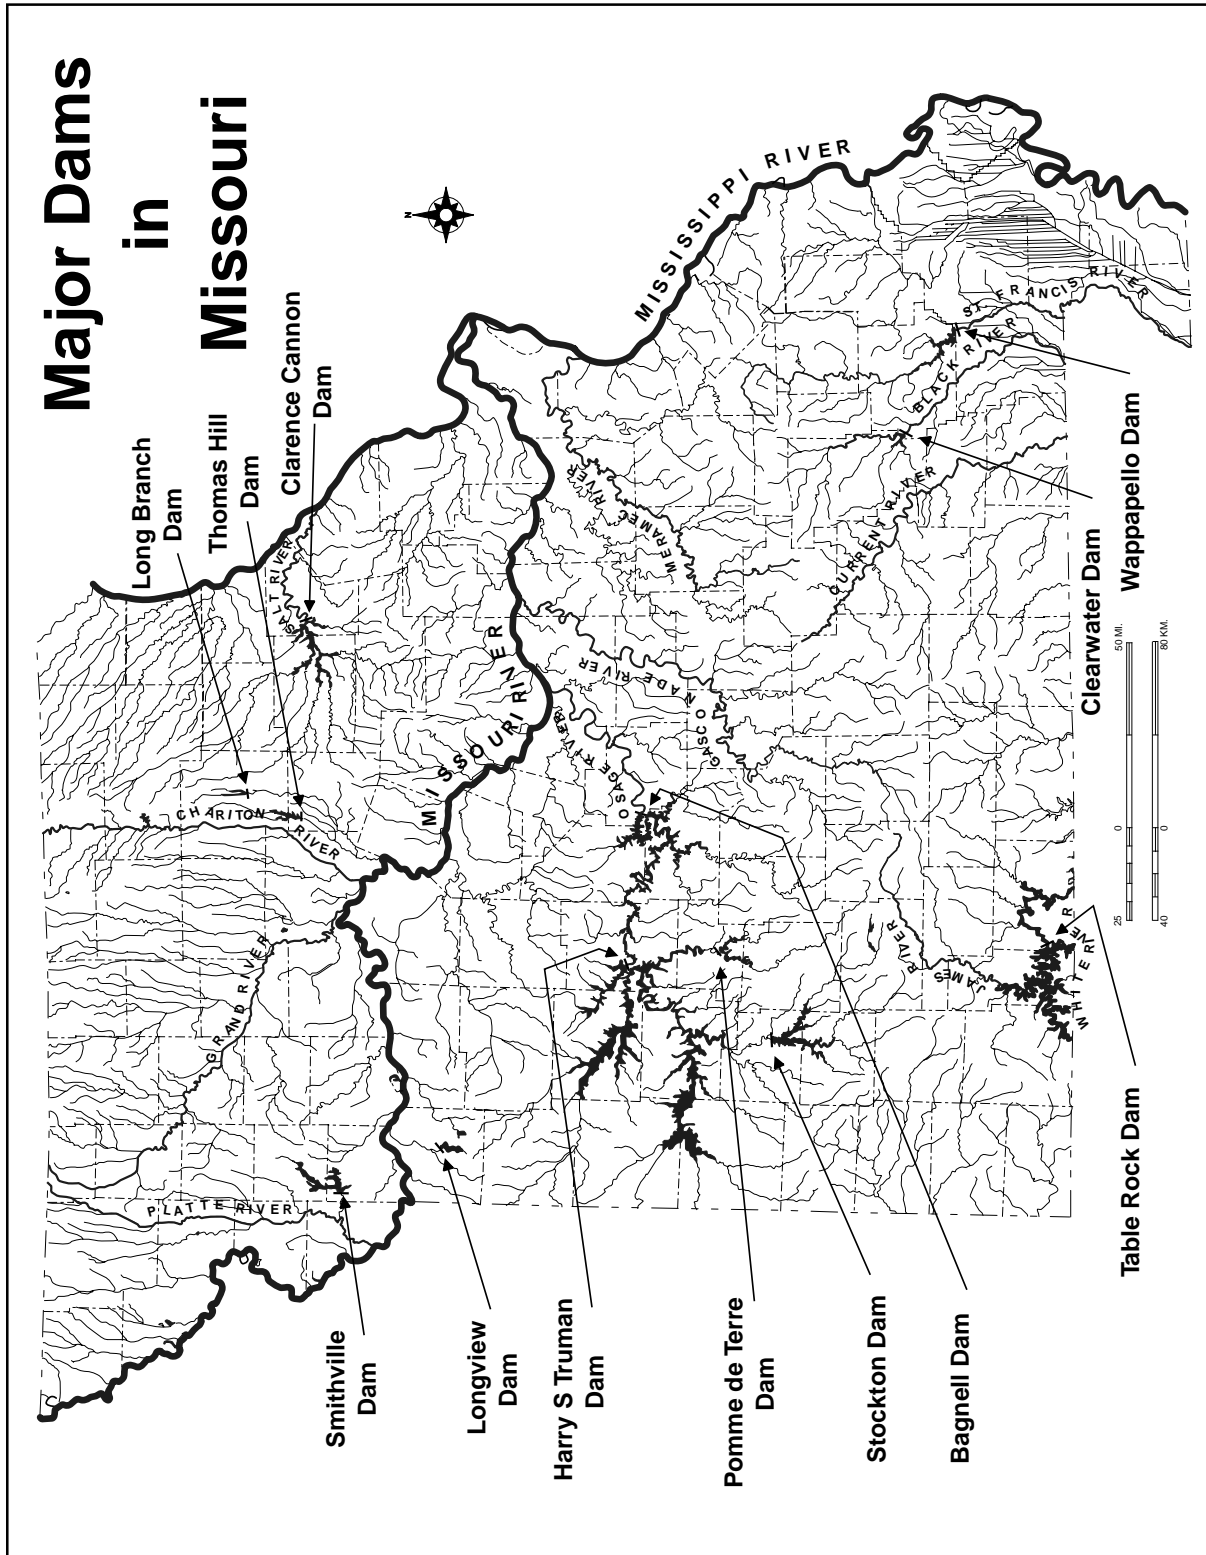 Major Dams
in
Missouri
N
Long Branch
Dam
Thomas Hill
Dam
Clarence Cannon
Dam
MISSISSIPPI RIVER
SALT RIVER
CHARITON RIVER
MISSOURI RIVER
GRAND RIVER
PLATTE RIVER
MERAMEC RIVER
GASCONADE RIVER
OSAGE RIVER
CURRENT RIVER
BLACK RIVER
ST. FRANCIS RIVER
JAMES RIVER
WHITE RIVER
Smithville
Dam
Longview
Dam
Harry S Truman
Dam
Pomme de Terre
Dam
Stockton Dam
Bagnell Dam
Table Rock Dam
Clearwater Dam
Wappapello Dam
25 0 50 MI.
40 0 80 KM.